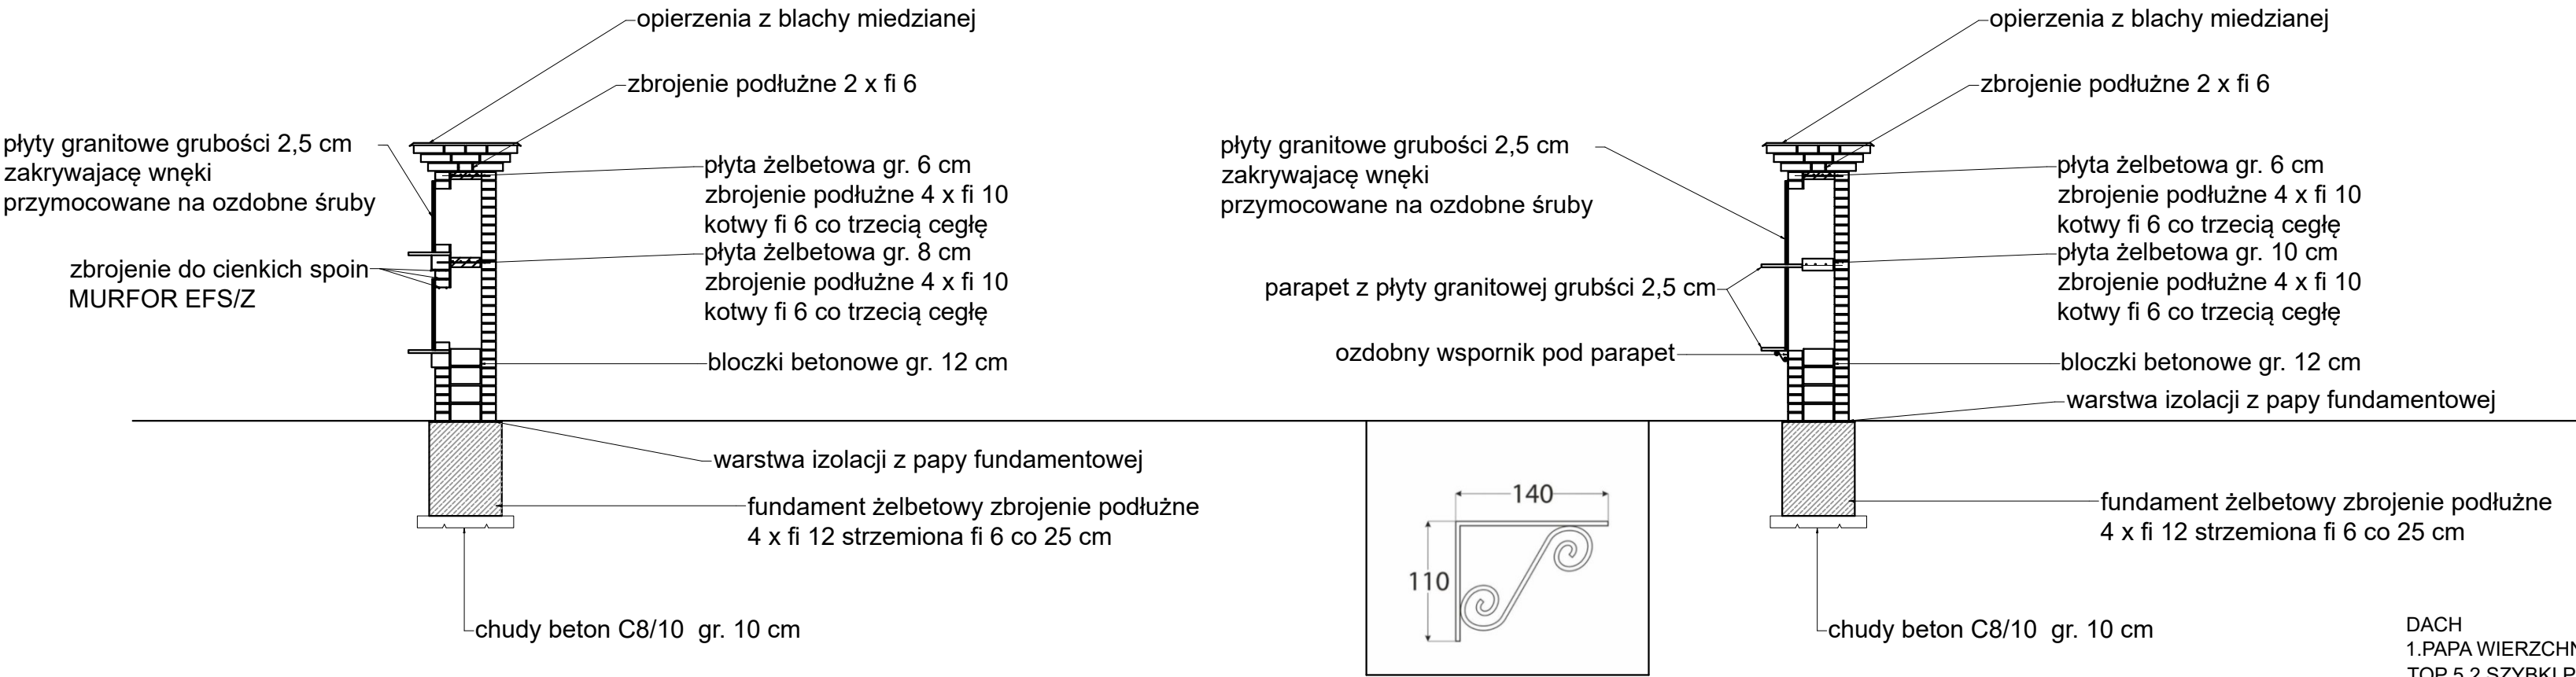 opierzenia z blachy miedzianej
zbrojenie podłużne 2 x fi 6
płyty granitowe grubości 2,5 cm
zakrywajacę wnęki
przymocowane na ozdobne śruby
płyta żelbetowa gr. 6 cm
zbrojenie podłużne 4 x fi 10
kotwy fi 6 co trzecią cegłę
płyta żelbetowa gr. 8 cm
zbrojenie podłużne 4 x fi 10
kotwy fi 6 co trzecią cegłę
zbrojenie do cienkich spoin
MURFOR EFS/Z
bloczki betonowe gr. 12 cm
warstwa izolacji z papy fundamentowej
fundament żelbetowy zbrojenie podłużne
4 x fi 12 strzemiona fi 6 co 25 cm
chudy beton C8/10 gr. 10 cm
opierzenia z blachy miedzianej
zbrojenie podłużne 2 x fi 6
płyty granitowe grubości 2,5 cm
zakrywajacę wnęki
przymocowane na ozdobne śruby
płyta żelbetowa gr. 6 cm
zbrojenie podłużne 4 x fi 10
kotwy fi 6 co trzecią cegłę
płyta żelbetowa gr. 10 cm
zbrojenie podłużne 4 x fi 10
kotwy fi 6 co trzecią cegłę
parapet z płyty granitowej grubści 2,5 cm
ozdobny wspornik pod parapet
bloczki betonowe gr. 12 cm
warstwa izolacji z papy fundamentowej
140
110
fundament żelbetowy zbrojenie podłużne
4 x fi 12 strzemiona fi 6 co 25 cm
chudy beton C8/10 gr. 10 cm
DACH
1.PAPA WIERZCHN
TOP 5,2 SZYBKI P